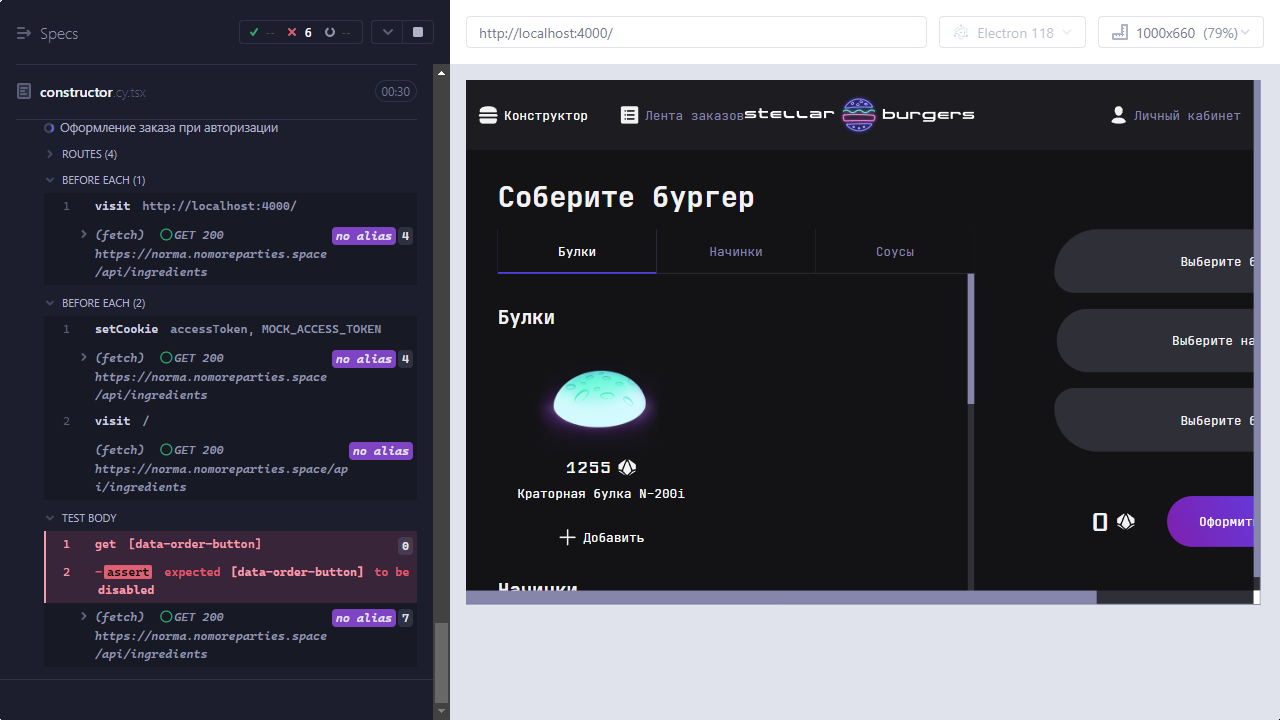 Specs
-- 6 --
constructor.cy.tsx
00:30
Оформление заказа при авторизации
ROUTES (4)
BEFORE EACH (1)
1 visit http://localhost:4000/
(fetch) GET 200
https://norma.nomoreparties.space
/api/ingredients
no alias 4
BEFORE EACH (2)
1 setCookie accessToken, MOCK_ACCESS_TOKEN
(fetch) GET 200
https://norma.nomoreparties.space
/api/ingredients
no alias 4
2 visit /
(fetch) GET 200
https://norma.nomoreparties.space/ap
i/ingredients
no alias
TEST BODY
1 get [data-order-button] 0
2 -assert expected [data-order-button] to be
disabled
(fetch) GET 200
https://norma.nomoreparties.space
/api/ingredients
no alias 7
http://localhost:4000/
Electron 118
1000x660 (79%)
Конструктор
Лента заказов
stellar burgers
Личный кабинет
Соберите бургер
Булки
Начинки
Соусы
Булки
1255
Краторная булка N-200i
Добавить
Начинки
Выберите б
Выберите на
Выберите б
0
Оформит